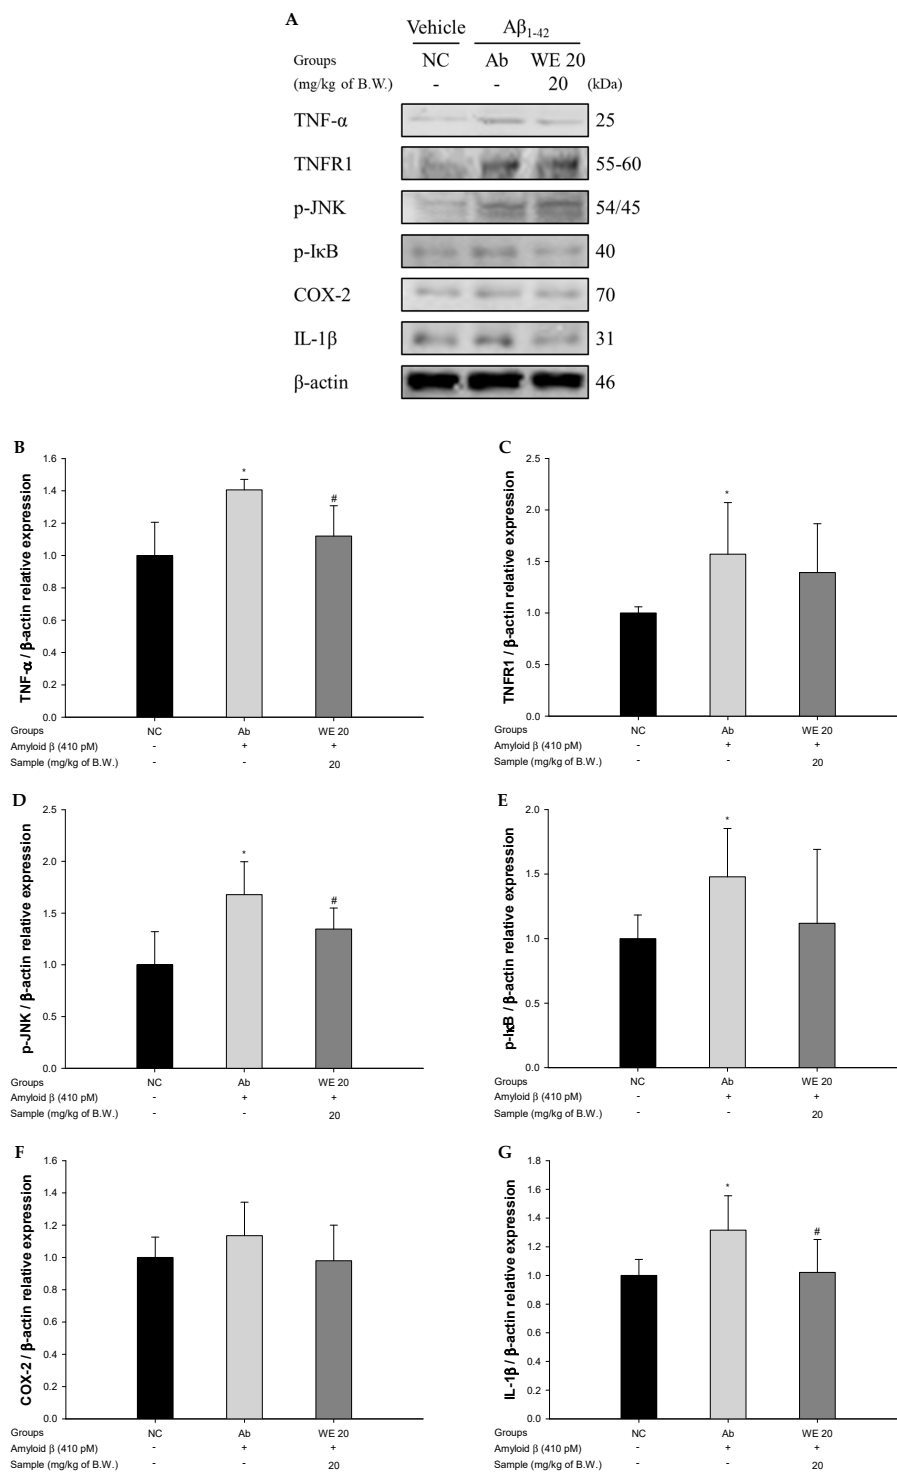 A
Vehicle Aβ1-42
Groups NC Ab WE 20
(mg/kg of B.W.) - - 20 (kDa)
TNF-α 25
TNFR1 55-60
p-JNK 54/45
p-IκB 40
COX-2 70
IL-1β 31
β-actin 46
B
TNF-α / β-actin relative expression
1.6
1.4
1.2
1.0
0.8
0.6
0.4
0.2
0.0
*
#
Groups NC Ab WE 20
Amyloid β (410 pM) - + +
Sample (mg/kg of B.W.) - - 20
C
TNFR1 / β-actin relative expression
2.5
2.0
1.5
1.0
0.5
0.0
*
Groups NC Ab WE 20
Amyloid β (410 pM) - + +
Sample (mg/kg of B.W.) - - 20
D
p-JNK / β-actin relative expression
2.5
2.0
1.5
1.0
0.5
0.0
*
#
Groups NC Ab WE 20
Amyloid β (410 pM) - + +
Sample (mg/kg of B.W.) - - 20
E
p-IκB / β-actin relative expression
2.0
1.5
1.0
0.5
0.0
*
Groups NC Ab WE 20
Amyloid β (410 pM) - + +
Sample (mg/kg of B.W.) - - 20
F
COX-2 / β-actin relative expression
1.6
1.4
1.2
1.0
0.8
0.6
0.4
0.2
0.0
Groups NC Ab WE 20
Amyloid β (410 pM) - + +
Sample (mg/kg of B.W.) - - 20
G
IL-1β / β-actin relative expression
1.8
1.6
1.4
1.2
1.0
0.8
0.6
0.4
0.2
0.0
*
#
Groups NC Ab WE 20
Amyloid β (410 pM) - + +
Sample (mg/kg of B.W.) - - 20